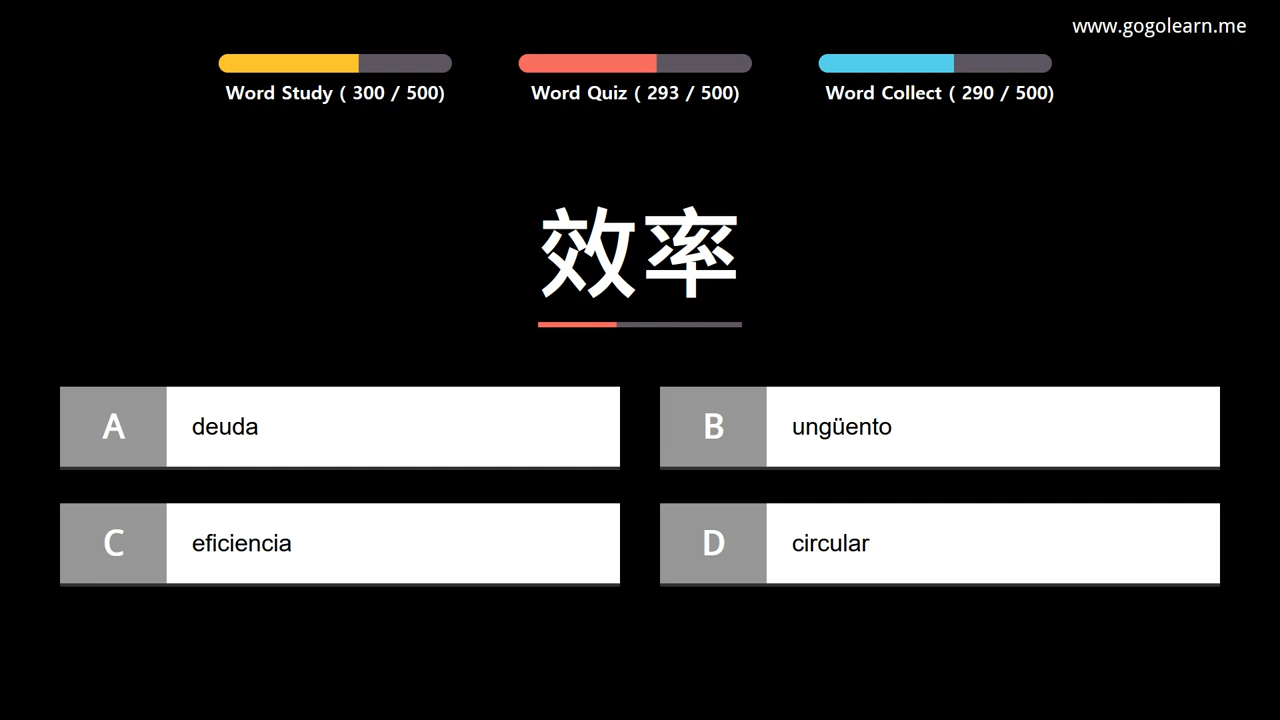 www.gogolearn.me
Word Study ( 300 / 500)
Word Quiz ( 293 / 500)
Word Collect ( 290 / 500)
效率
A
deuda
B
ungüento
C
eficiencia
D
circular